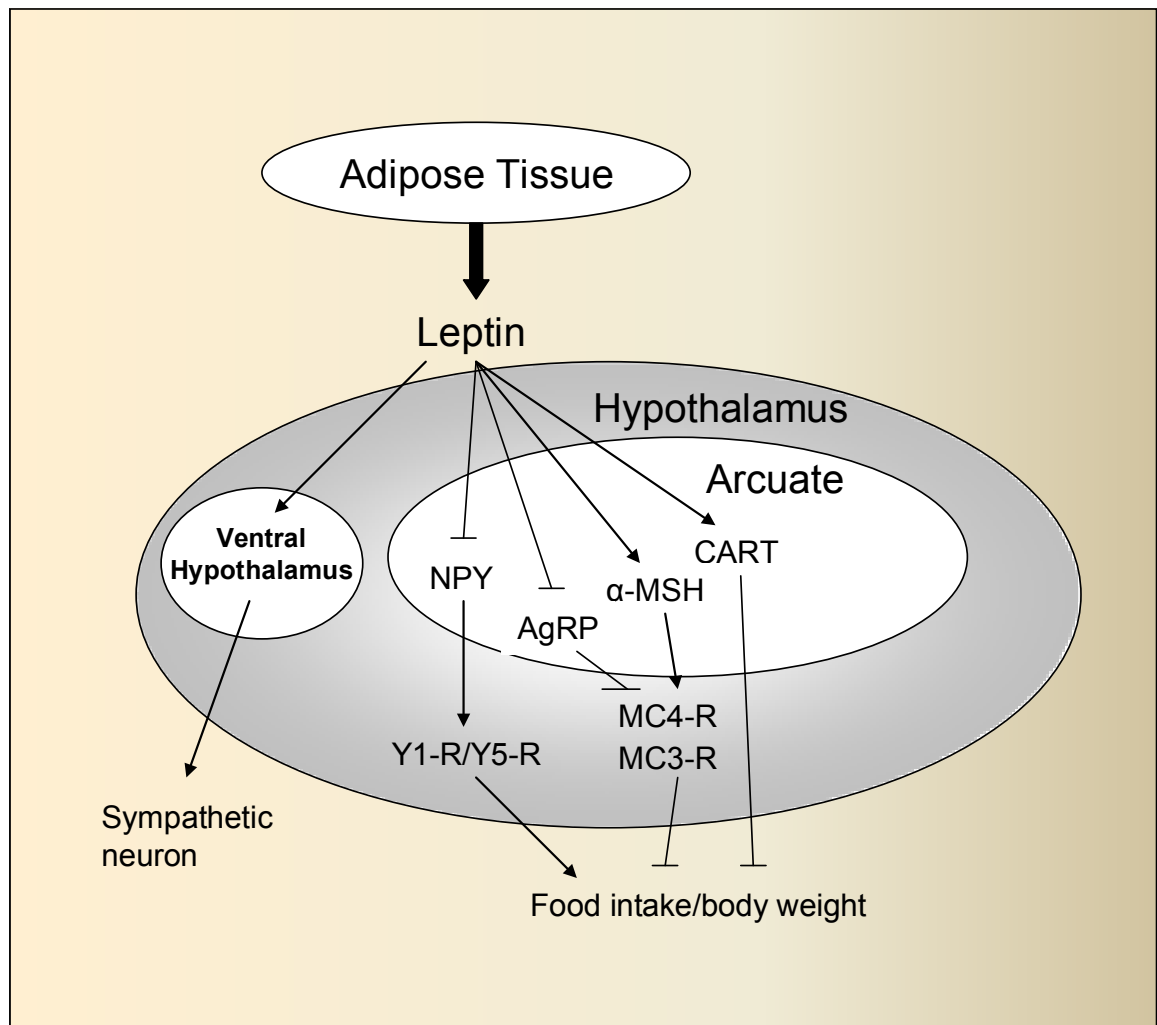 Adipose Tissue
Leptin
Hypothalamus
Arcuate
Ventral
Hypothalamus
CART
NPY
α-MSH
AgRP
MC4-R
MC3-R
Y1-R/Y5-R
Sympathetic
neuron
Food intake/body weight